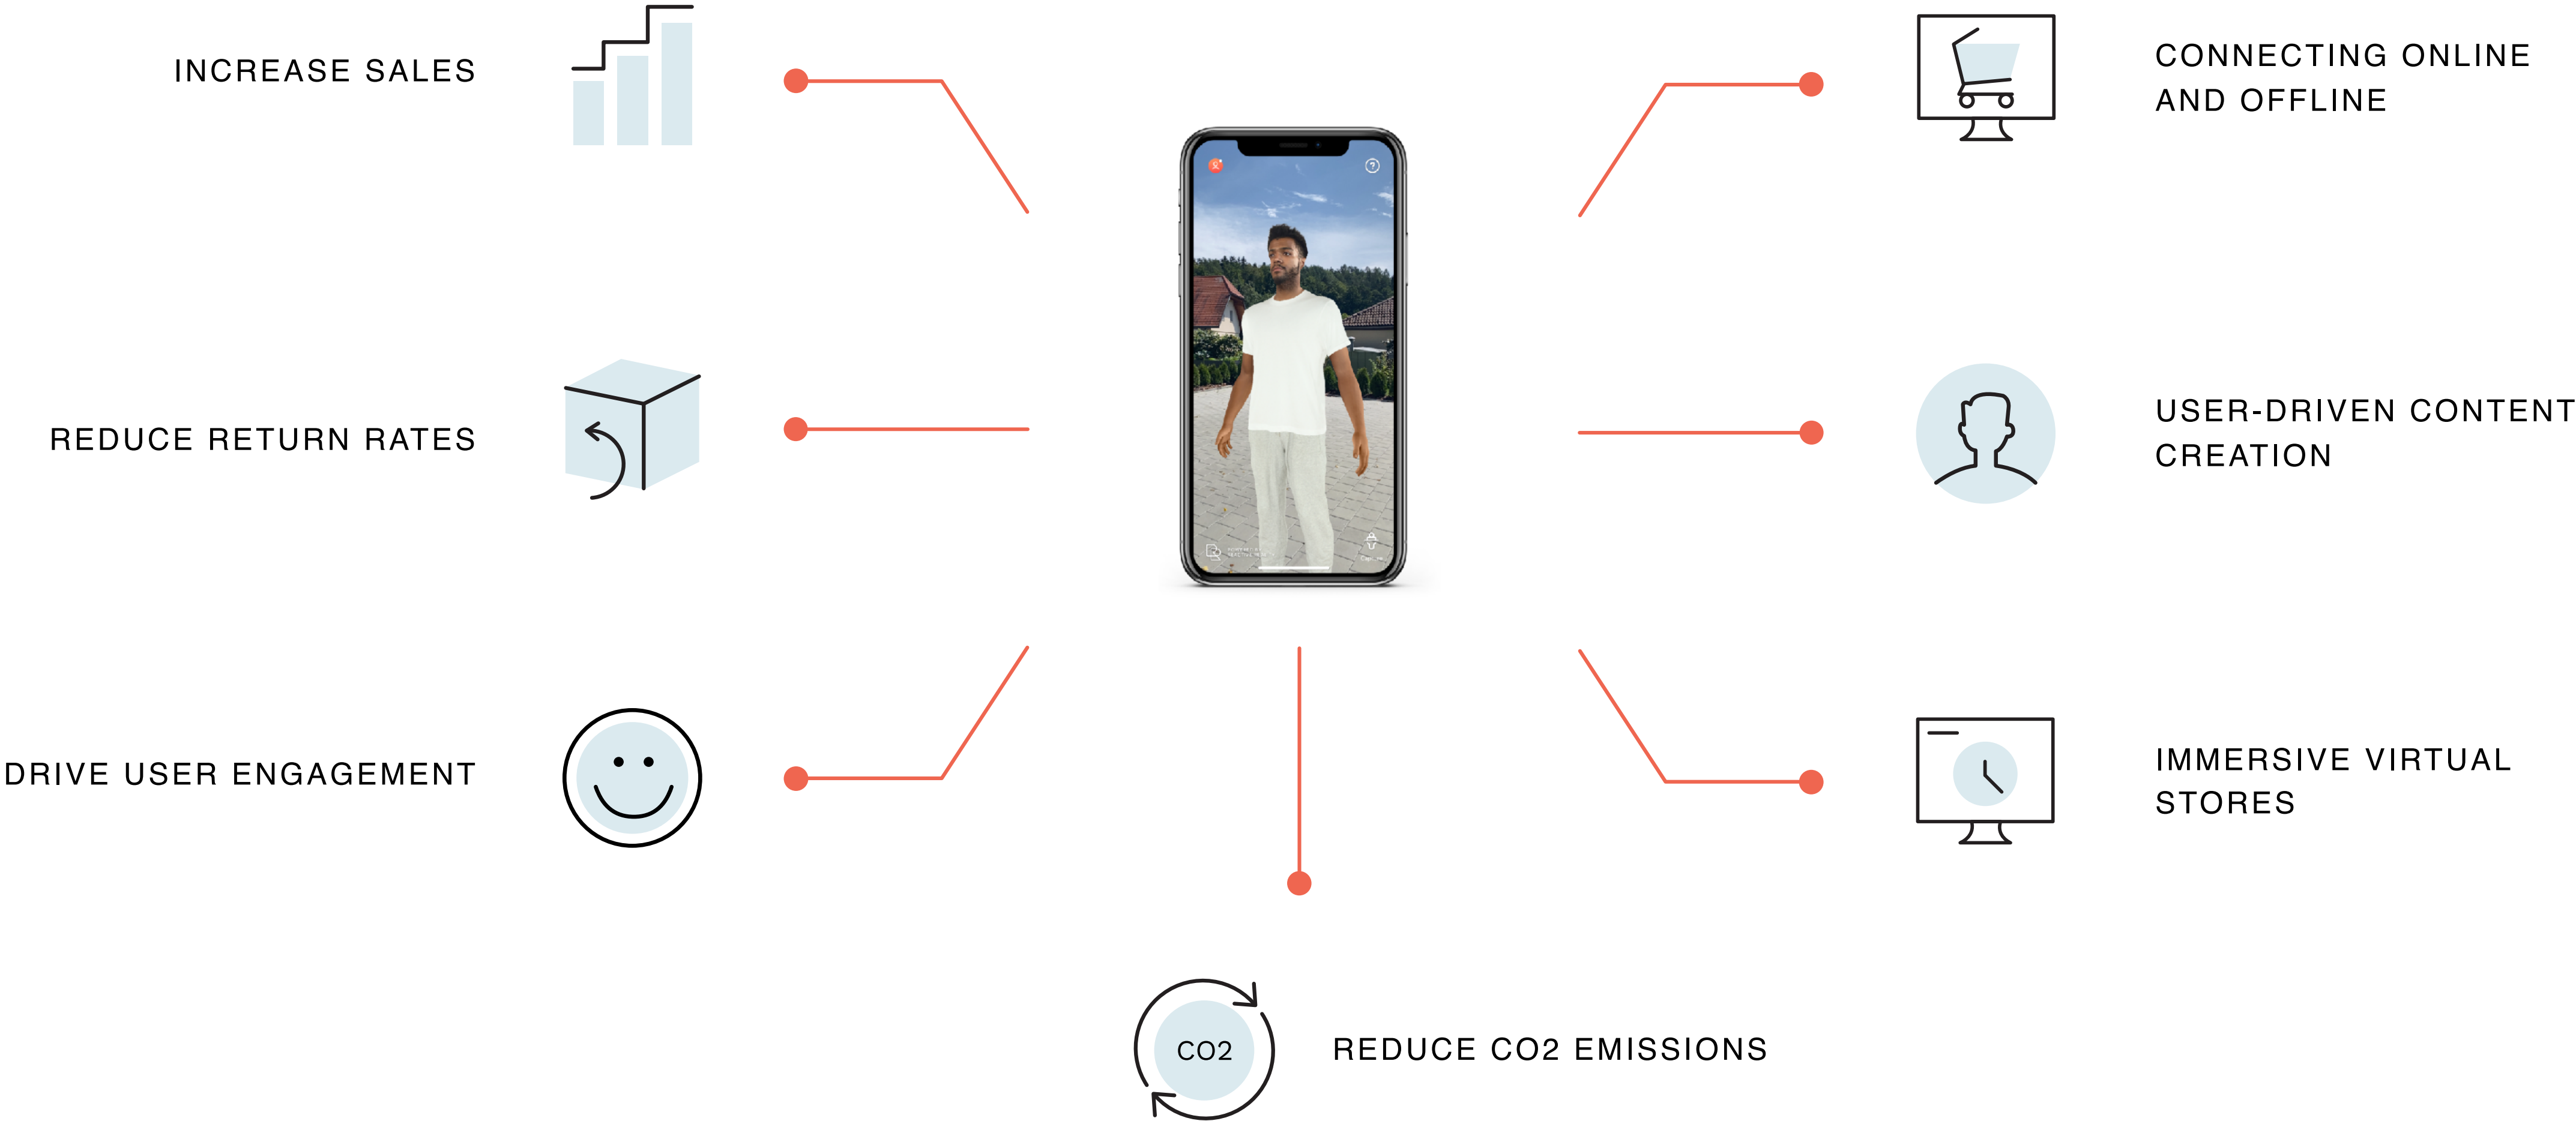 INCREASE SALES
CONNECTING ONLINE
AND OFFLINE
REDUCE RETURN RATES
USER-DRIVEN CONTENT
CREATION
DRIVE USER ENGAGEMENT
IMMERSIVE VIRTUAL
STORES
CO2
REDUCE CO2 EMISSIONS